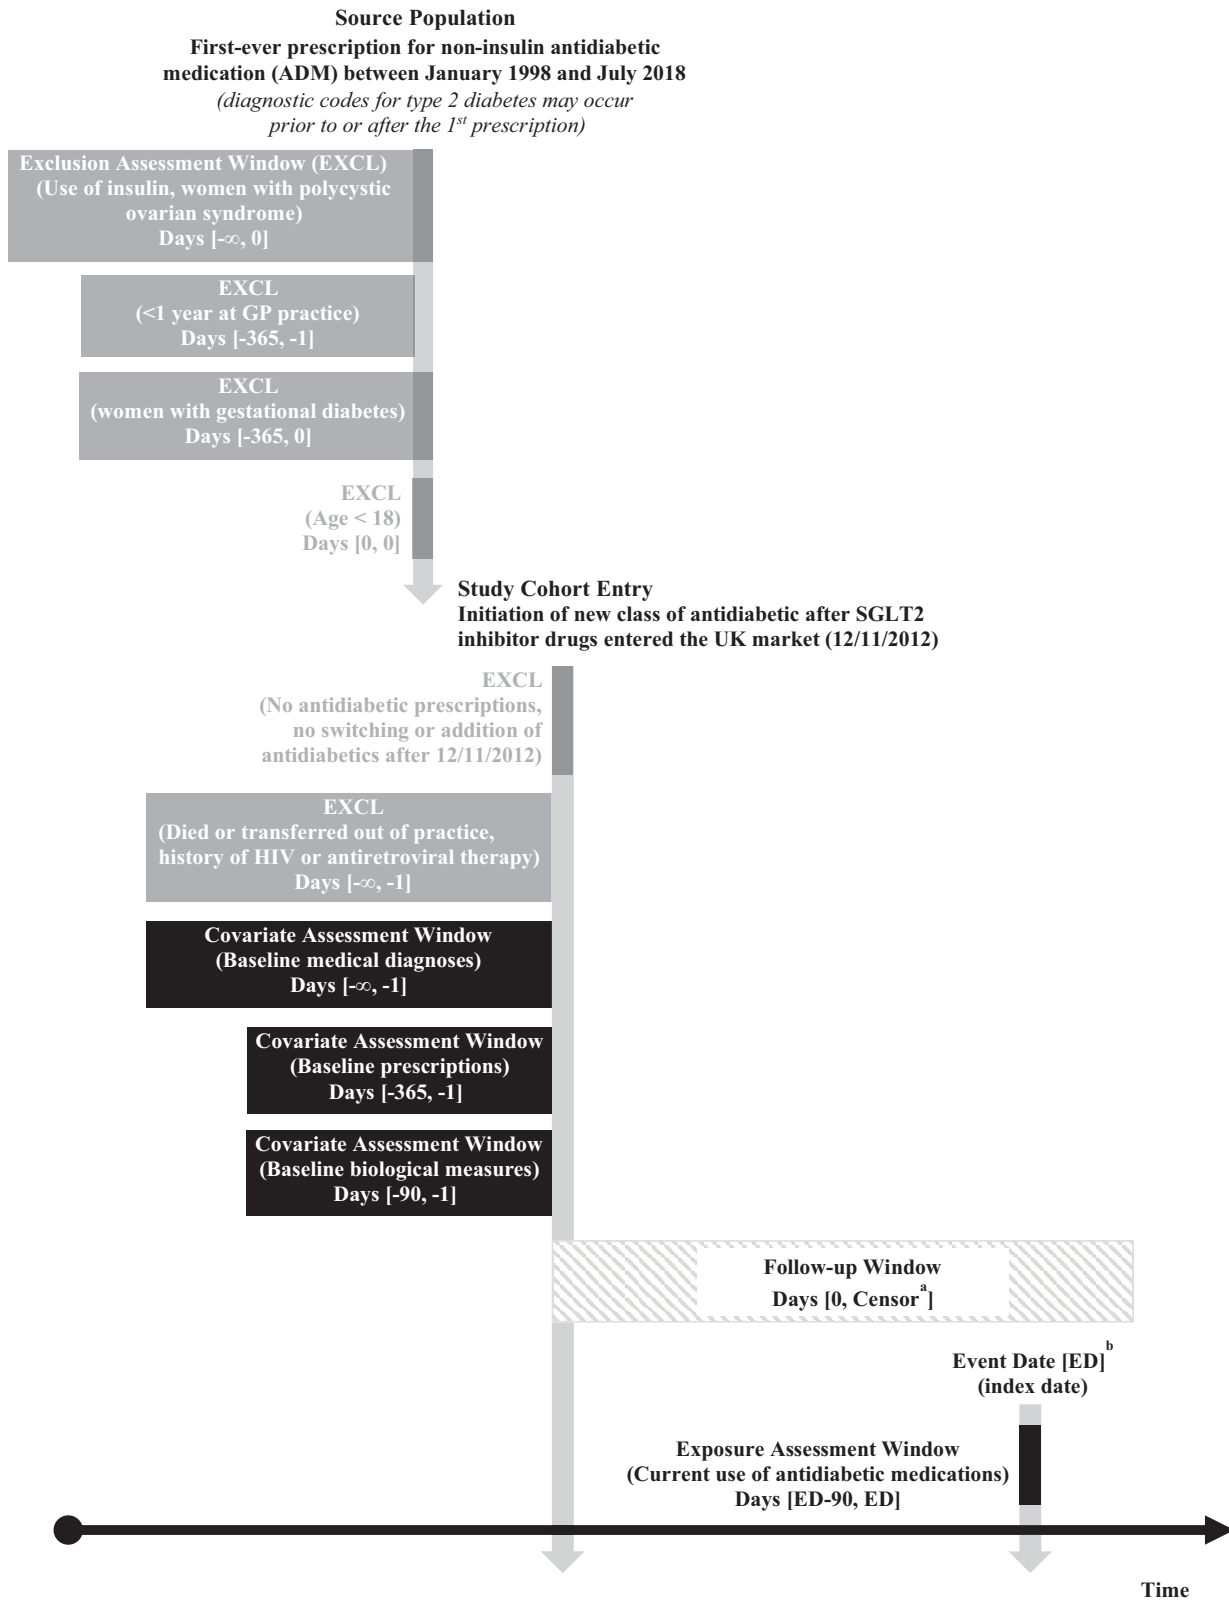 Source Population
First-ever prescription for non-insulin antidiabetic
medication (ADM) between January 1998 and July 2018
(diagnostic codes for type 2 diabetes may occur
prior to or after the 1st prescription)
Exclusion Assessment Window (EXCL)
(Use of insulin, women with polycystic
ovarian syndrome)
Days [-∞, 0]
EXCL
(<1 year at GP practice)
Days [-365, -1]
EXCL
(women with gestational diabetes)
Days [-365, 0]
EXCL
(Age < 18)
Days [0, 0]
Study Cohort Entry
Initiation of new class of antidiabetic after SGLT2
inhibitor drugs entered the UK market (12/11/2012)
EXCL
(No antidiabetic prescriptions,
no switching or addition of
antidiabetics after 12/11/2012)
EXCL
(Died or transferred out of practice,
history of HIV or antiretroviral therapy)
Days [-∞, -1]
Covariate Assessment Window
(Baseline medical diagnoses)
Days [-∞, -1]
Covariate Assessment Window
(Baseline prescriptions)
Days [-365, -1]
Covariate Assessment Window
(Baseline biological measures)
Days [-90, -1]
Follow-up Window
Days [0, Censor^a]
Event Date [ED]^b
(index date)
Exposure Assessment Window
(Current use of antidiabetic medications)
Days [ED-90, ED]
Time